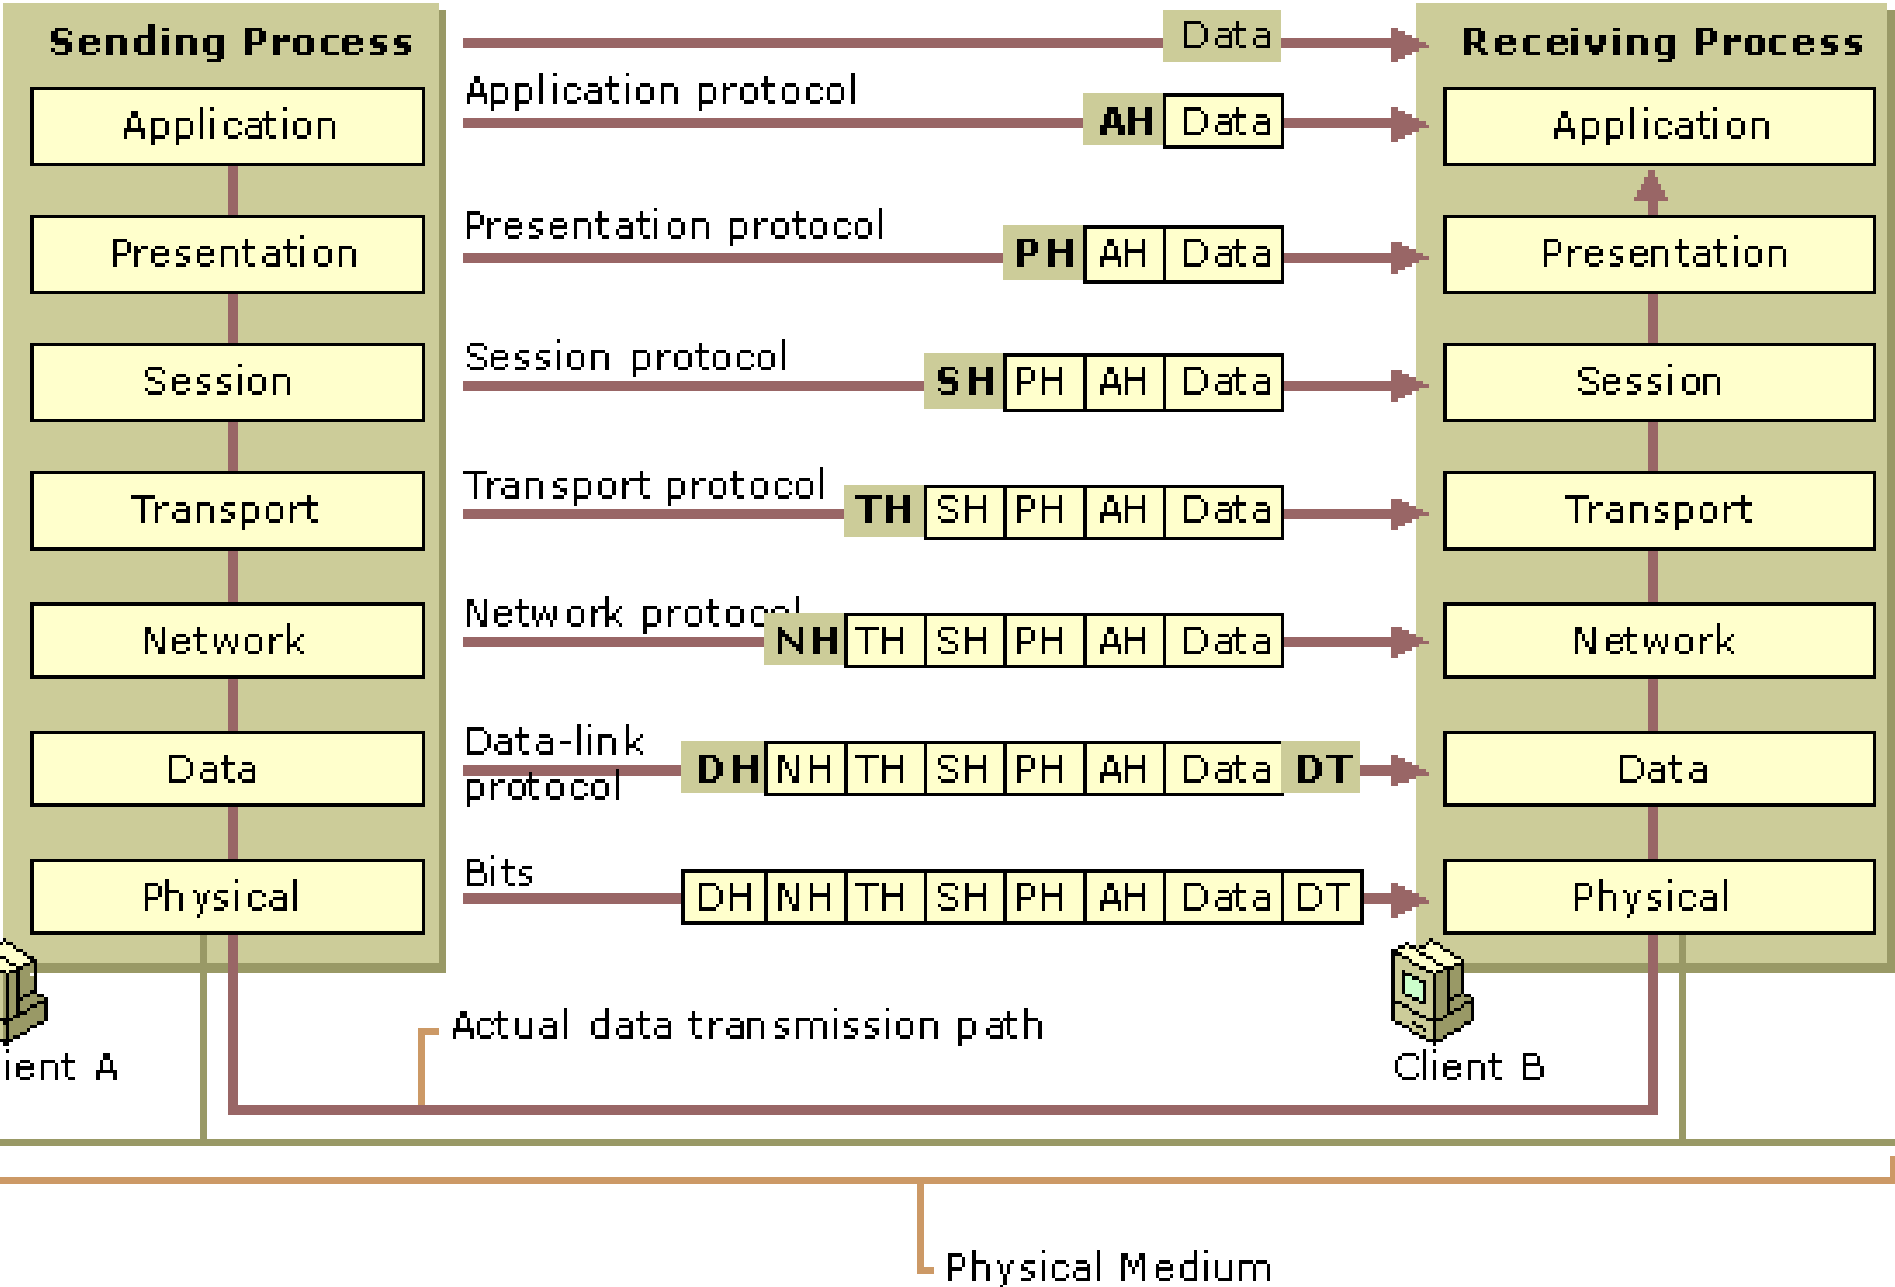 Sending Process
Data
Receiving Process
Application protocol
Application
AH Data
Application
Presentation protocol
Presentation
PH AH Data
Presentation
Session protocol
Session
SH PH AH Data
Session
Transport protocol
Transport
TH SH PH AH Data
Transport
Network protocol
Network
NH TH SH PH AH Data
Network
Data-link
protocol
Data
DH NH TH SH PH AH Data DT
Data
Bits
Physical
DH NH TH SH PH AH Data DT
Physical
Actual data transmission path
ient A
Client B
Physical Medium